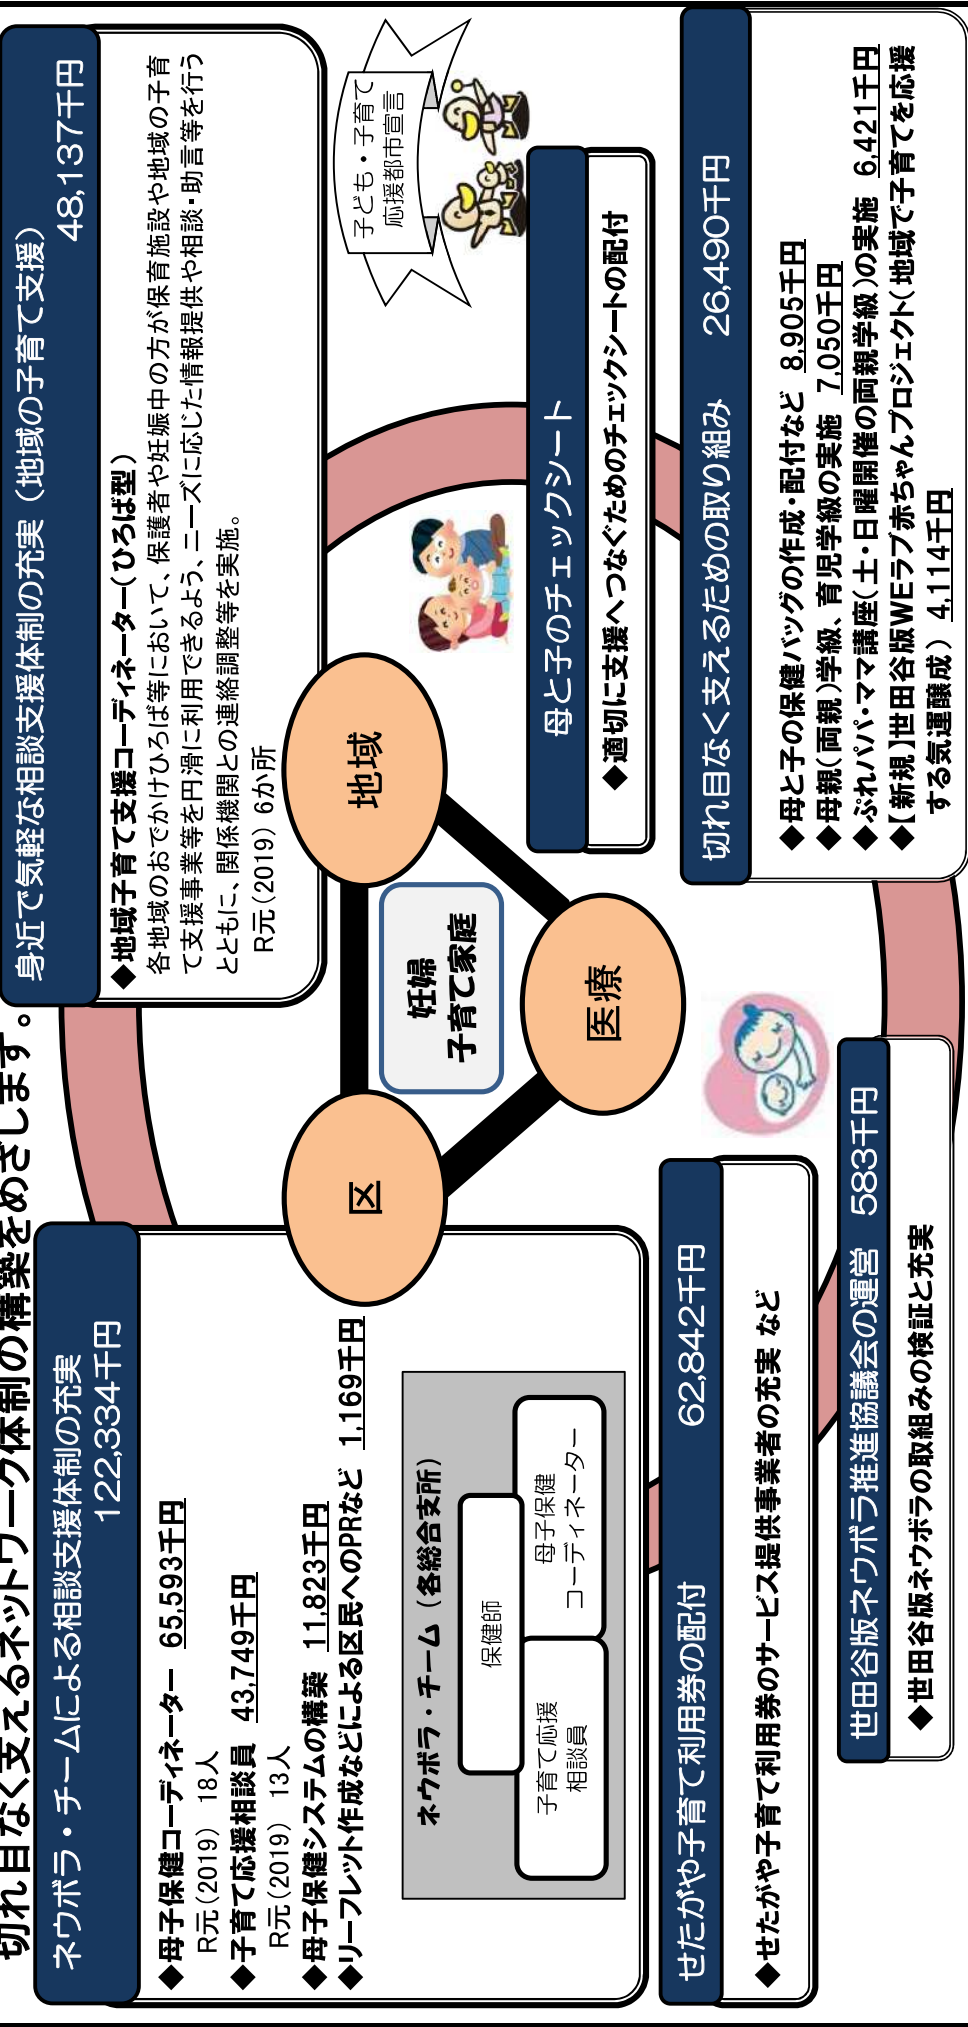 切れ目なく支えるネットワーク体制の構築をめざします。
ネウボラ・チームによる相談支援体制の充実
122,334千円
◆母子保健コーディネーター 65,593千円
R元(2019) 18人
◆子育て応援相談員 43,749千円
R元(2019) 13人
◆母子保健システムの構築 11,823千円
◆リーフレット作成などによる区民へのPRなど 1,169千円
ネウボラ・チーム(各総合支所)
保健師
子育て応援
相談員
母子保健
コーディネーター
せたがや子育て利用券の配付 62,842千円
◆せたがや子育て利用券のサービス提供事業者の充実 など
世田谷版ネウボラ推進協議会の運営 583千円
◆世田谷版ネウボラの取組みの検証と充実
区
地域
医療
妊婦
子育て家庭
身近で気軽な相談支援体制の充実(地域の子育て支援)
48,137千円
◆地域子育て支援コーディネーター(ひろば型)
各地域のおでかけひろば等において、保護者や妊娠中の方が保育施設や地域の子育
て支援事業等を円滑に利用できるよう、ニーズに応じた情報提供や相談・助言等を行う
とともに、関係機関との連絡調整等を実施。
R元(2019) 6か所
子ども・子育て
応援都市宣言
母と子のチェックシート
◆適切に支援へつなぐためのチェックシートの配付
切れ目なく支えるための取り組み 26,490千円
◆母と子の保健バッグの作成・配付など 8,905千円
◆母親(両親)学級、育児学級の実施 7,050千円
◆ぷれパパ・ママ講座(土・日曜開催の両親学級)の実施 6,421千円
◆【新規】世田谷版WEラブ赤ちゃんプロジェクト(地域で子育てを応援
する気運醸成) 4,114千円